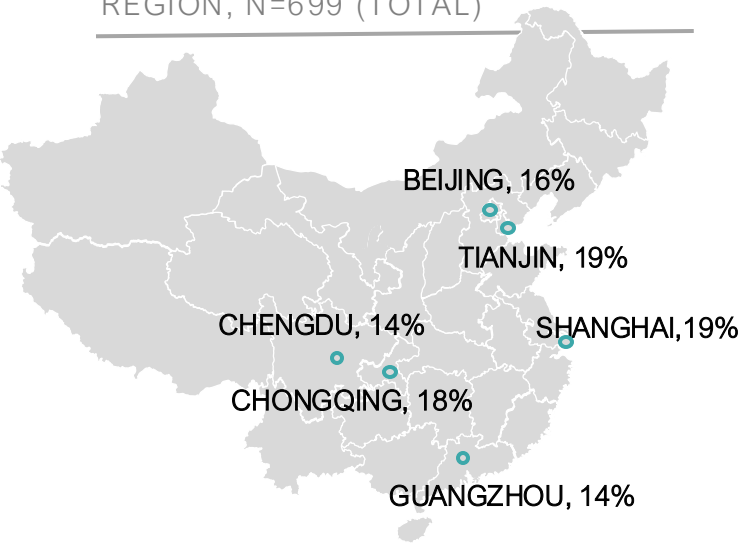 REGION, N=699 (TOTAL)
BEIJING, 16%
TIANJIN, 19%
CHENGDU, 14%
SHANGHAI,19%
CHONGQING, 18%
GUANGZHOU, 14%